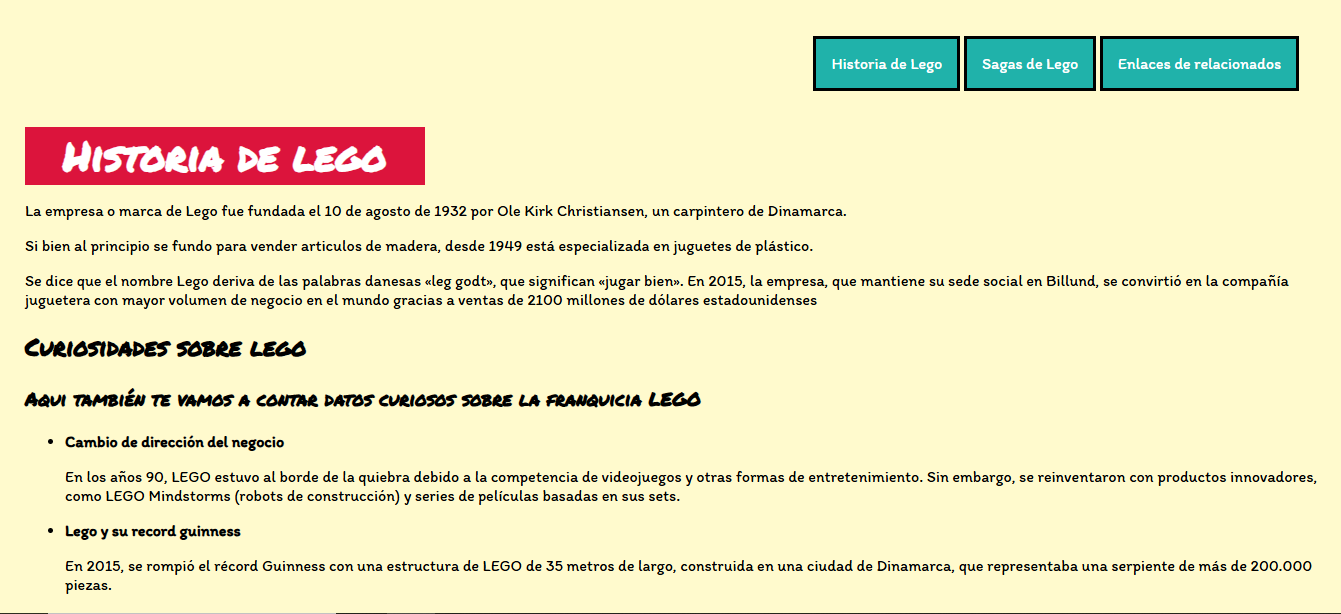 Historia de Lego
Sagas de Lego
Enlaces de relacionados
Historia de lego
La empresa o marca de Lego fue fundada el 10 de agosto de 1932 por Ole Kirk Christiansen, un carpintero de Dinamarca.
Si bien al principio se fundo para vender articulos de madera, desde 1949 está especializada en juguetes de plástico.
Se dice que el nombre Lego deriva de las palabras danesas «leg godt», que significan «jugar bien». En 2015, la empresa, que mantiene su sede social en Billund, se convirtió en la compañía
juguetera con mayor volumen de negocio en el mundo gracias a ventas de 2100 millones de dólares estadounidenses
Curiosidades sobre lego
Aqui también te vamos a contar datos curiosos sobre la franquicia LEGO
• Cambio de dirección del negocio
En los años 90, LEGO estuvo al borde de la quiebra debido a la competencia de videojuegos y otras formas de entretenimiento. Sin embargo, se reinventaron con productos innovadores,
como LEGO Mindstorms (robots de construcción) y series de películas basadas en sus sets.
• Lego y su record guinness
En 2015, se rompió el récord Guinness con una estructura de LEGO de 35 metros de largo, construida en una ciudad de Dinamarca, que representaba una serpiente de más de 200.000
piezas.